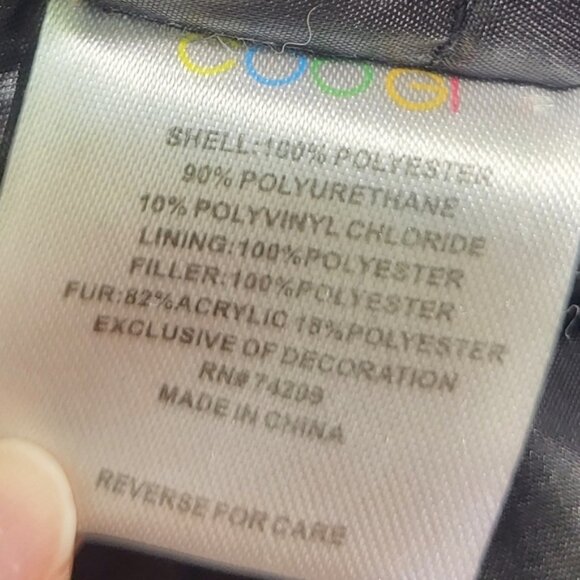 COOGI
SHELL:100% POLYESTER
90% POLYURETHANE
10% POLYVINYL CHLORIDE
LINING:100%POLYESTER
FILLER:100%POLYESTER
FUR:82%ACRYLIC 18%POLYESTER
EXCLUSIVE OF DECORATION
RN# 74299
MADE IN CHINA
REVERSE FOR CARE